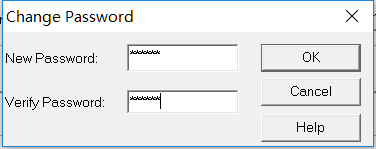 Change Password
New Password: ****** OK
Cancel
Verify Password: ******
Help